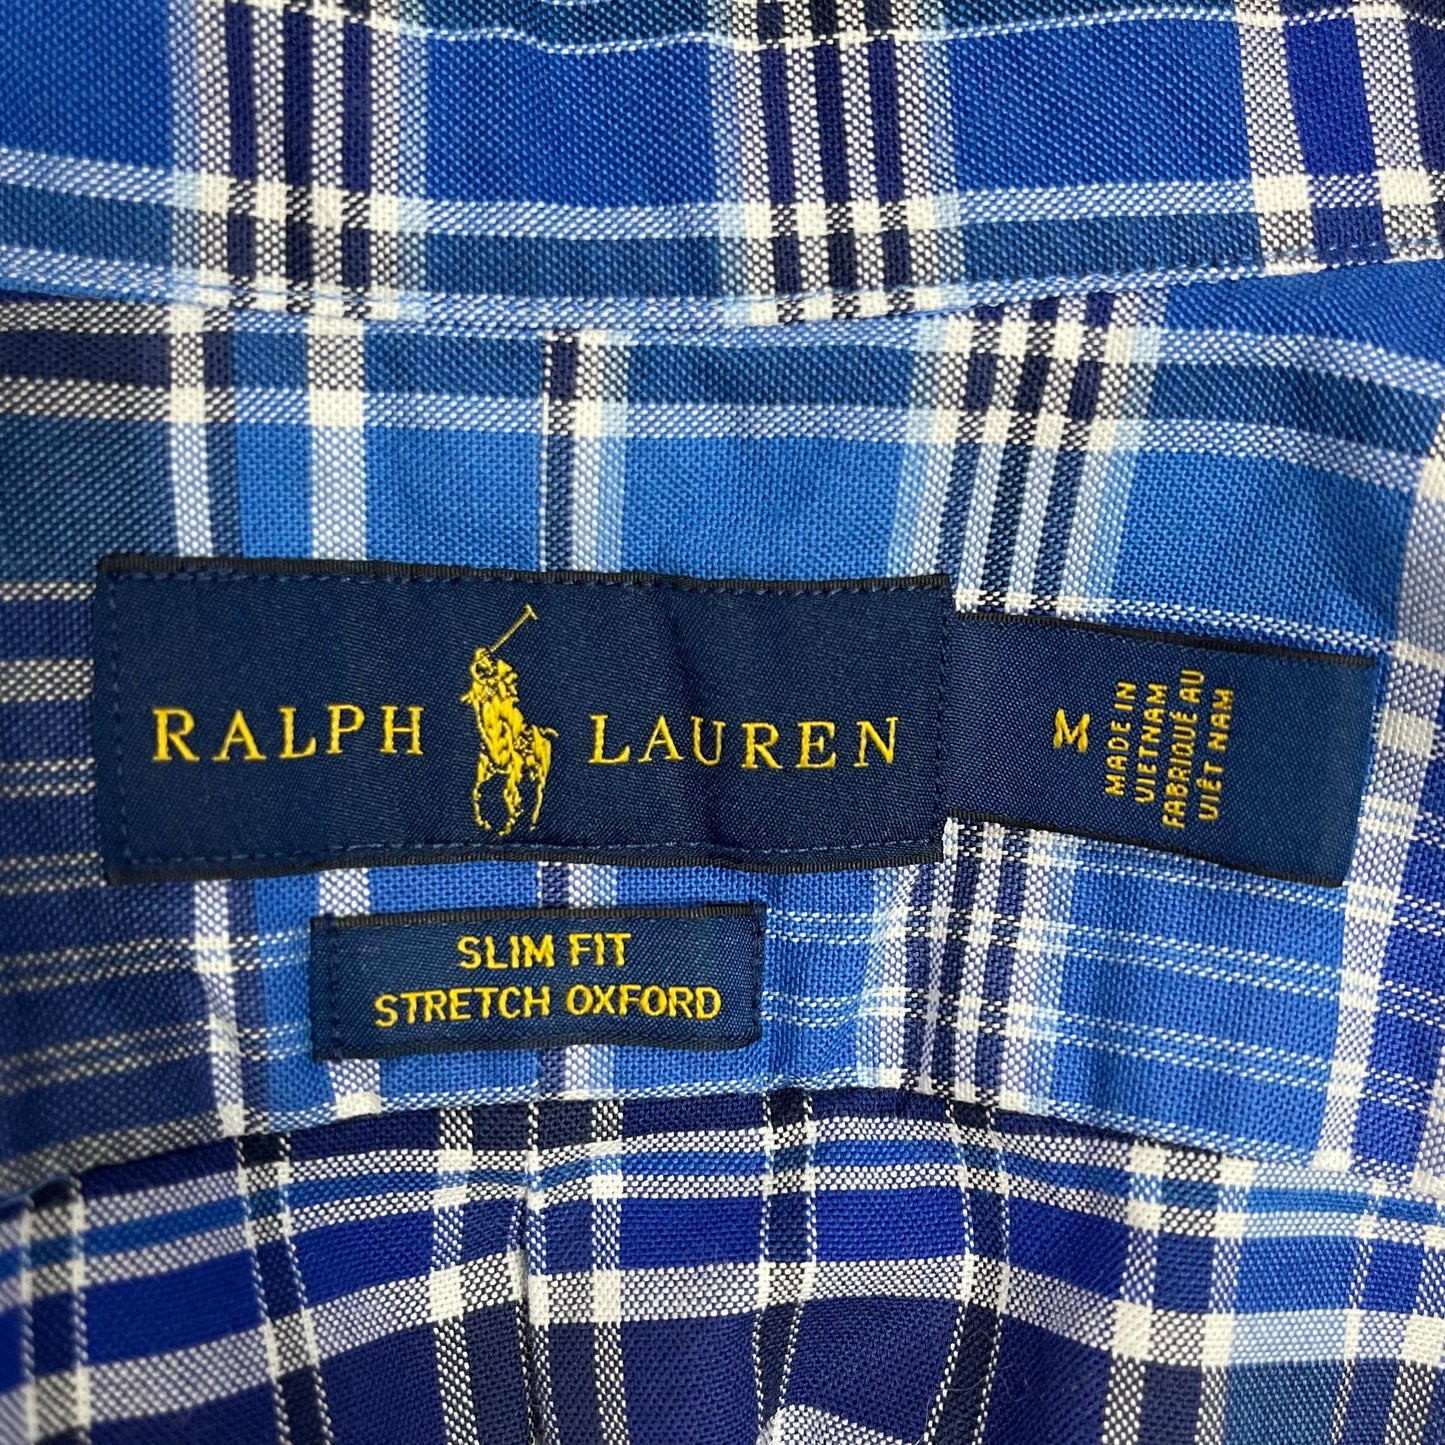 RALPH LAUREN
M
MADE IN
VIETNAM
FABRIQUÉ AU
VIÊT NAM
SLIM FIT
STRETCH OXFORD